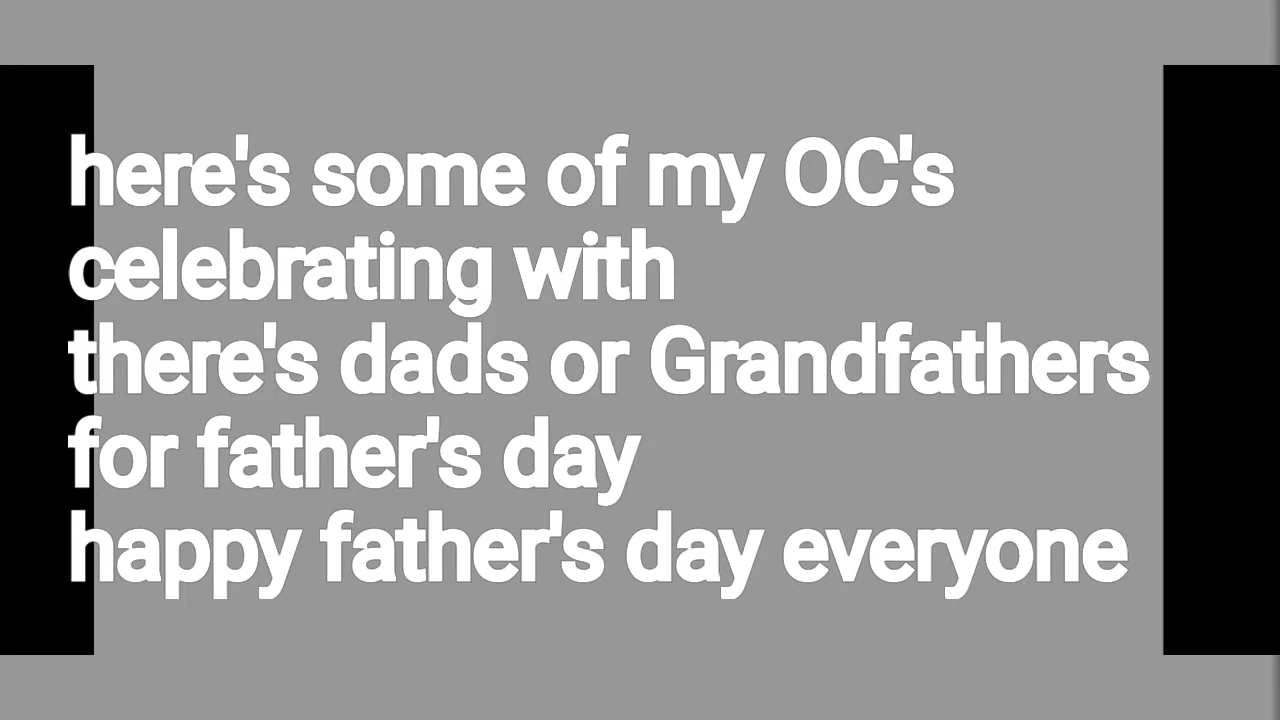 here's some of my OC's
celebrating with
there's dads or Grandfathers
for father's day
happy father's day everyone